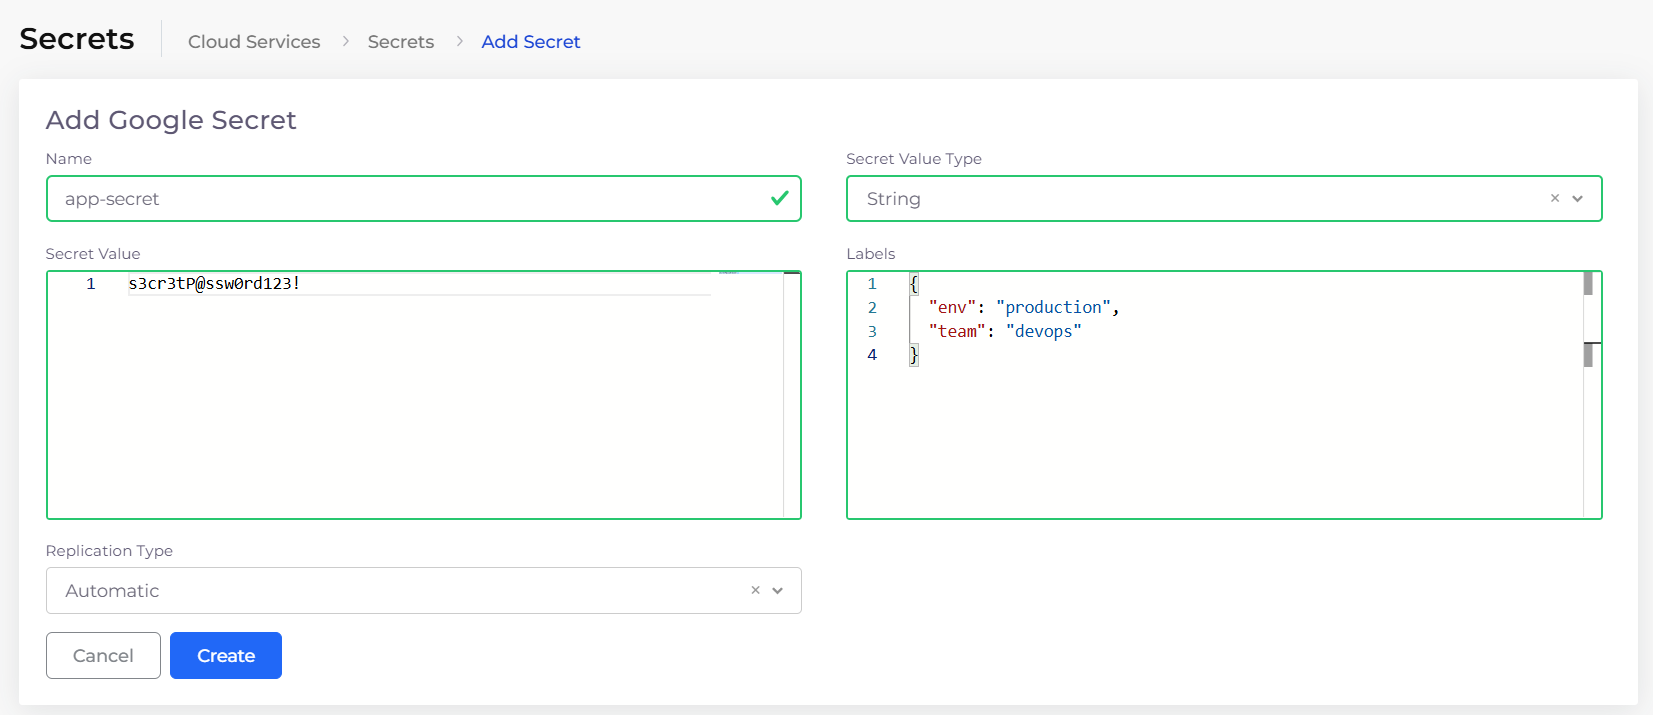 Secrets
Cloud Services > Secrets > Add Secret
Add Google Secret
Name
Secret Value Type
app-secret
String
Secret Value
Labels
1 s3cr3tP@ssw0rd123!
1 {
2 "env": "production",
3 "team": "devops"
4 }
Replication Type
Automatic
Cancel
Create